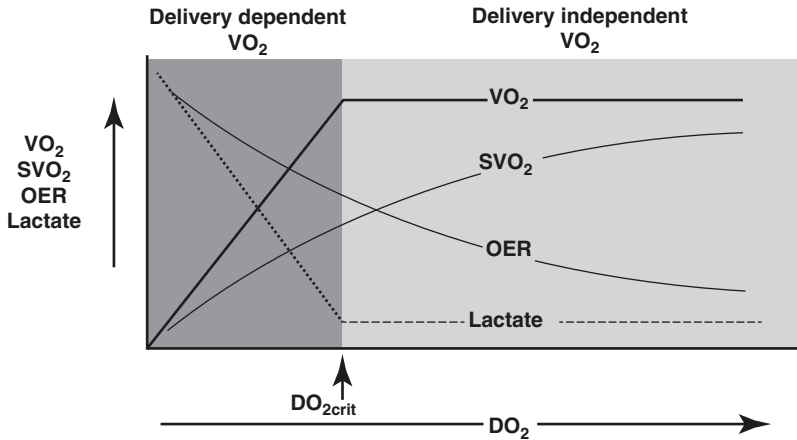 Delivery dependent
VO₂
Delivery independent
VO₂
VO₂
SVO₂
OER
Lactate
VO₂
SVO₂
OER
Lactate
DO₂crit
DO₂